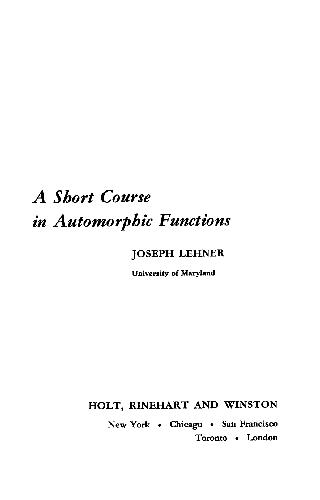 A Short Course
in Automorphic Functions
JOSEPH LEHNER
University of Maryland
HOLT, RINEHART AND WINSTON
New York • Chicago • San Francisco
Toronto • London